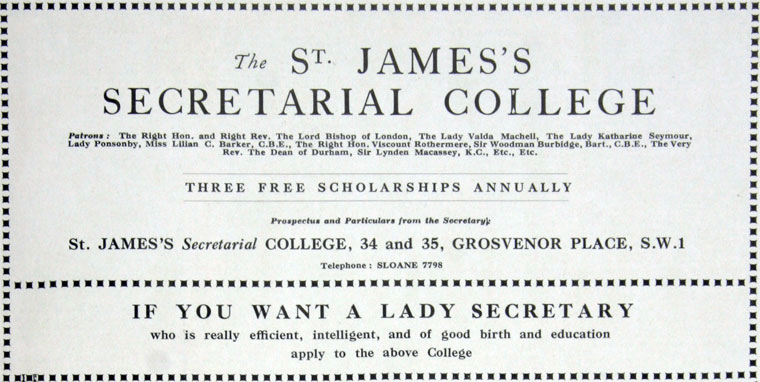 The ST. JAMES'S
SECRETARIAL COLLEGE
Patrons: The Right Hon. and Right Rev. The Lord Bishop of London, The Lady Valda Machell, The Lady Katharine Seymour,
Lady Ponsonby, Miss Lilian C. Barker, C.B.E., The Right Hon. Viscount Rothermere, Sir Woodman Burbidge, Bart., C.B.E., The Very
Rev. The Dean of Durham, Sir Lynden Macassey, K.C., Etc., Etc.
THREE FREE SCHOLARSHIPS ANNUALLY
Prospectus and Particulars from the Secretary;
St. JAMES'S Secretarial COLLEGE, 34 and 35, GROSVENOR PLACE, S.W.1
Telephone: SLOANE 7798
IF YOU WANT A LADY SECRETARY
who is really efficient, intelligent, and of good birth and education
apply to the above College